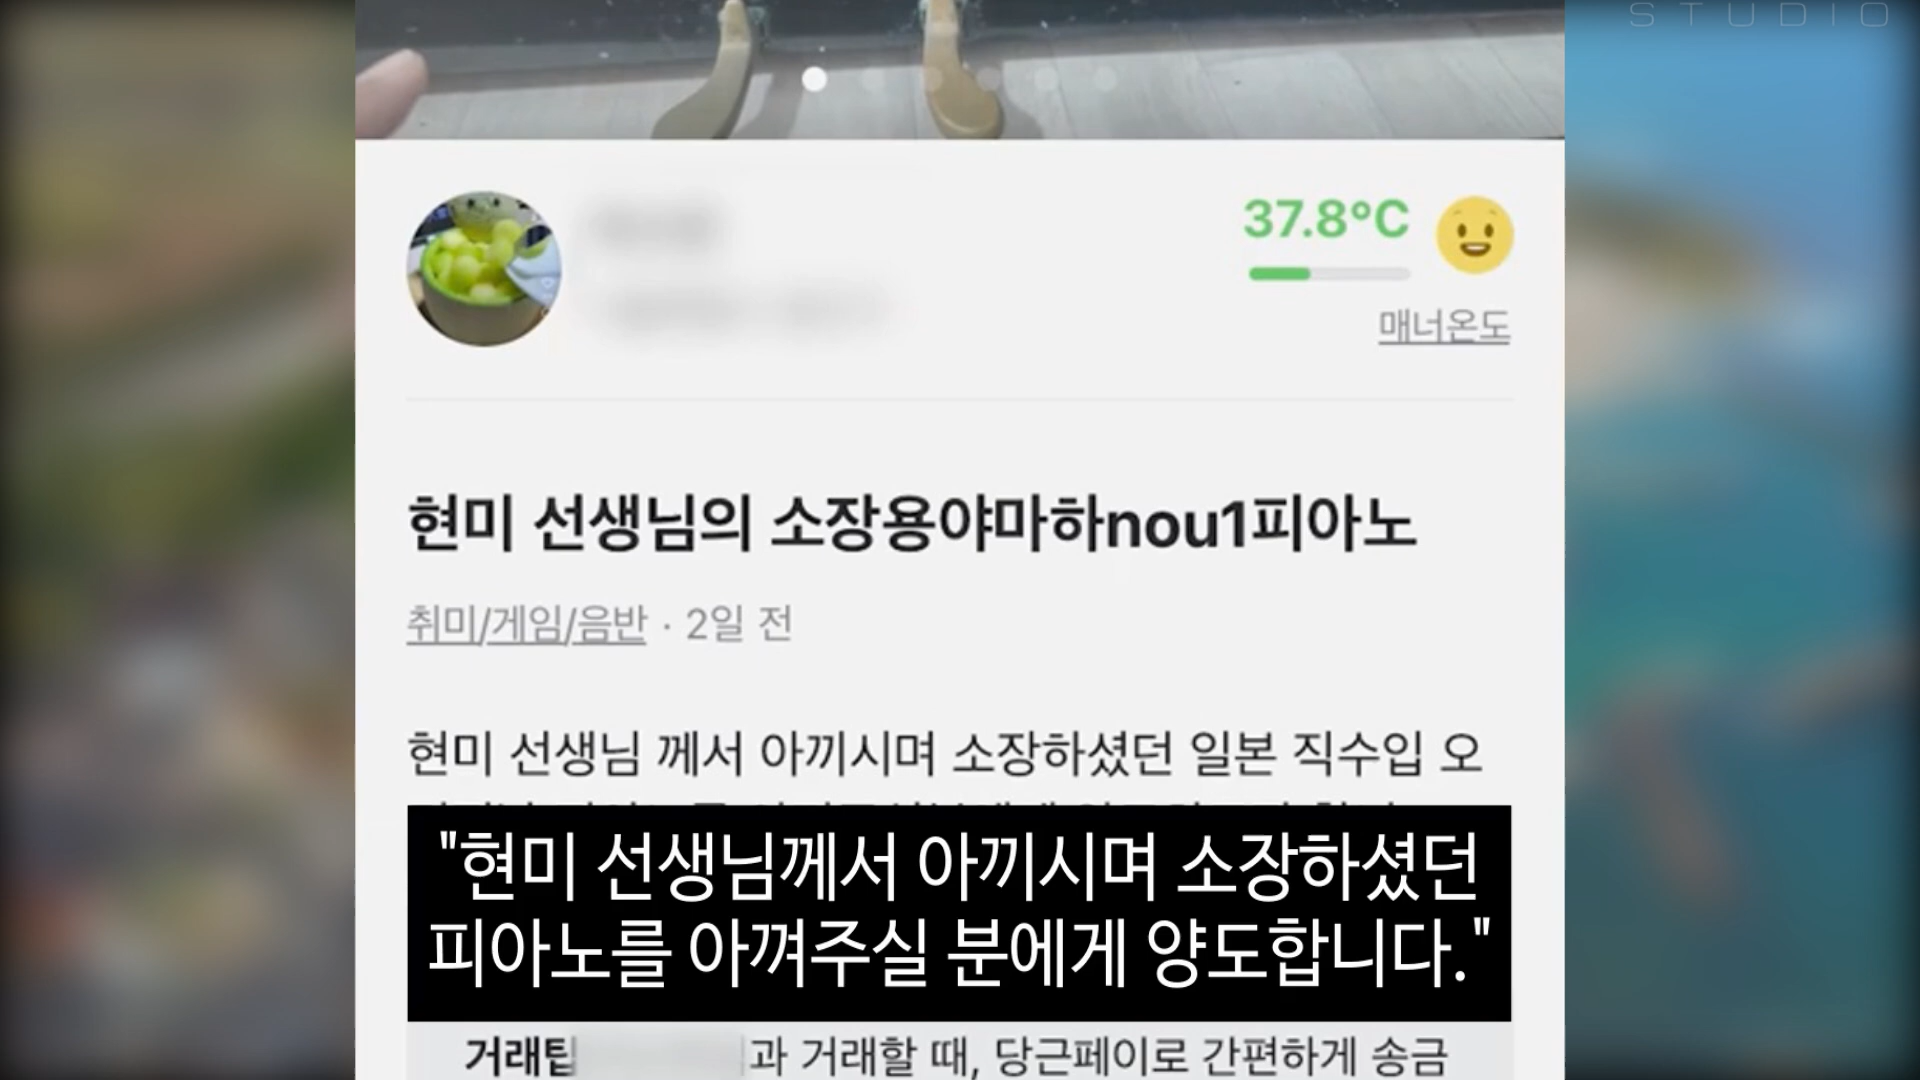 STUDIO
37.8°C
매너온도
현미 선생님의 소장용야마하nou1피아노
취미/게임/음반 · 2일 전
현미 선생님 께서 아끼시며 소장하셨던 일본 직수입 오
"현미 선생님께서 아끼시며 소장하셨던
피아노를 아껴주실 분에게 양도합니다."
거래팁
과 거래할 때, 당근페이로 간편하게 송금